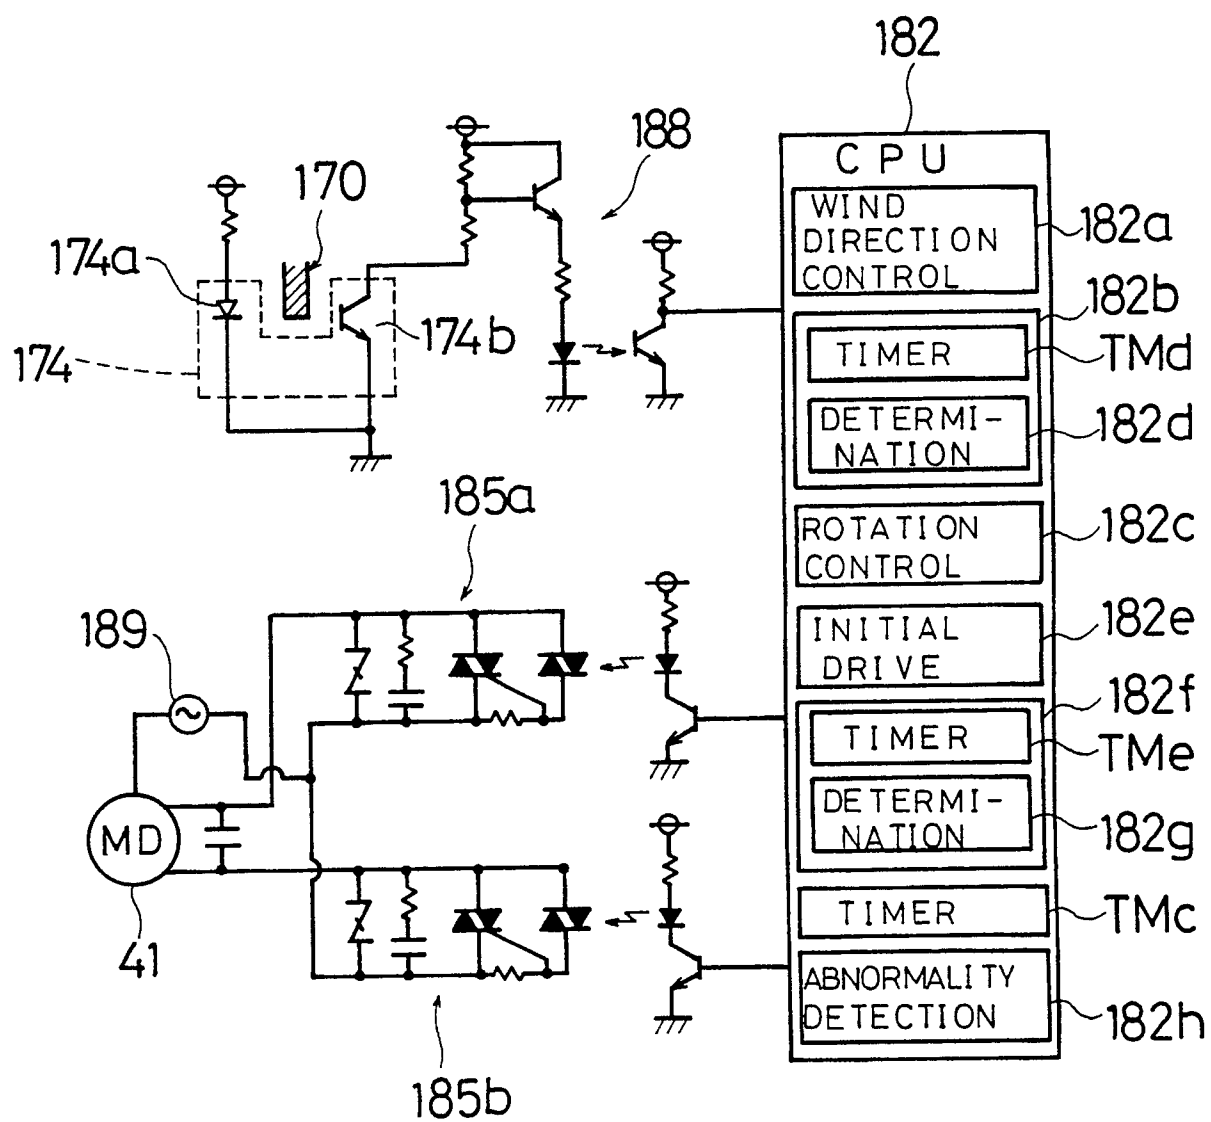 182
188
CPU
170
WIND
DIRECTION
CONTROL
182a
174a
182b
174b
TIMER
TMd
174
DETERMI-
NATION
182d
185a
ROTATION
CONTROL
182c
189
INITIAL
DRIVE
182e
182f
TIMER
TMe
DETERMI-
NATION
182g
MD
TIMER
TMc
41
ABNORMALITY
DETECTION
182h
185b